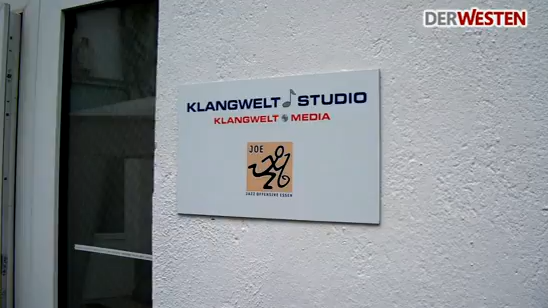 DERWESTEN
KLANGWELT STUDIO
KLANGWELT MEDIA
JOE
JAZZ OFFENSIVE ESSEN